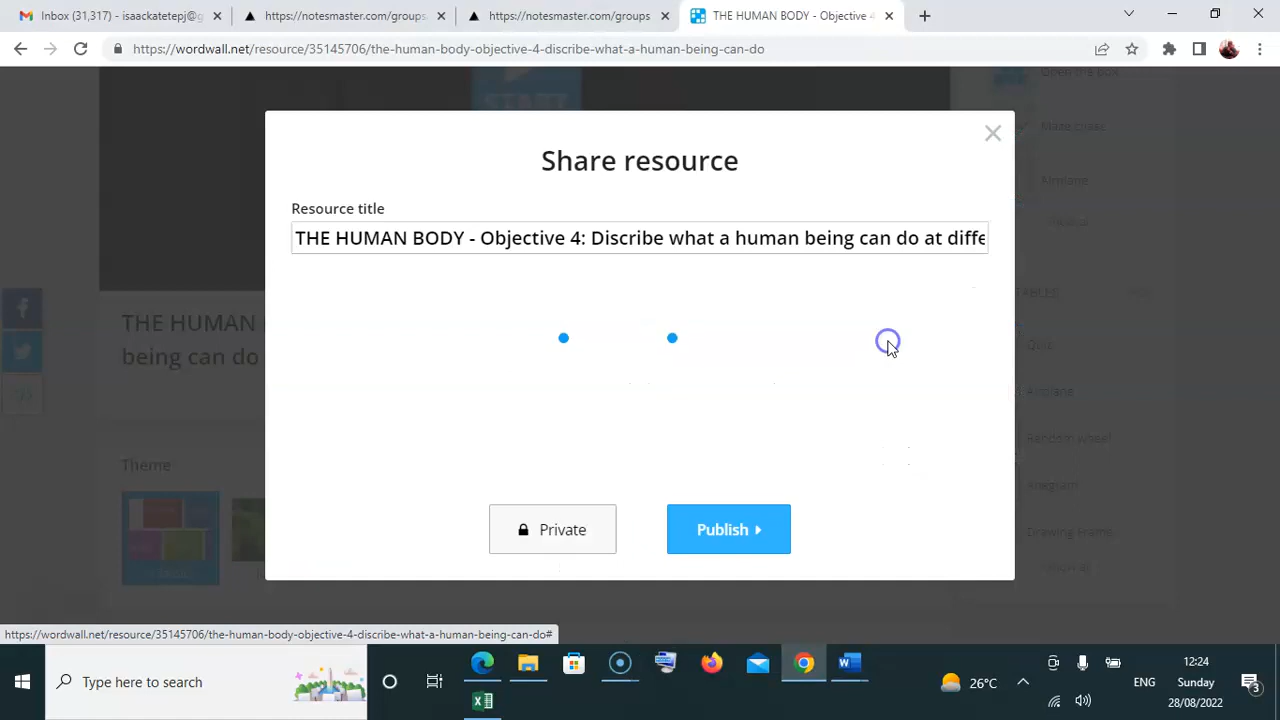 Inbox (31,317) - isaackatetepj@g
https://notesmaster.com/groups
https://notesmaster.com/groups
THE HUMAN BODY - Objective 4
https://wordwall.net/resource/35145706/the-human-body-objective-4-discribe-what-a-human-being-can-do
START
Open the box
Maze chase
Airplane
Share resource
Resource title
THE HUMAN BODY - Objective 4: Discribe what a human being can do at diffe
THE HUMAN
being can do
Quiz
Airplane
Random wheel
Anagram
Drawing frame
Theme
Private
Publish
https://wordwall.net/resource/35145706/the-human-body-objective-4-discribe-what-a-human-being-can-do#
Type here to search
26°C
ENG
12:24
Sunday
28/08/2022
3